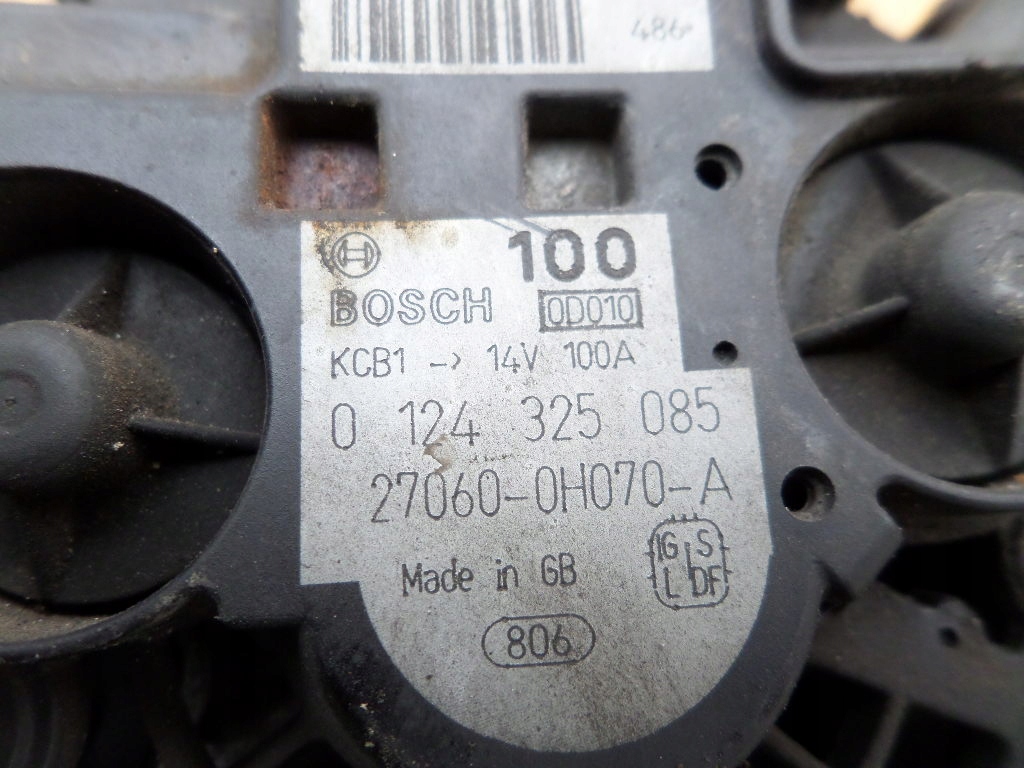 486
100
BOSCH 0D010
KCB1 -> 14V 100A
0 124 325 085
27060-0H070-A
IG S
L DF
Made in GB
806